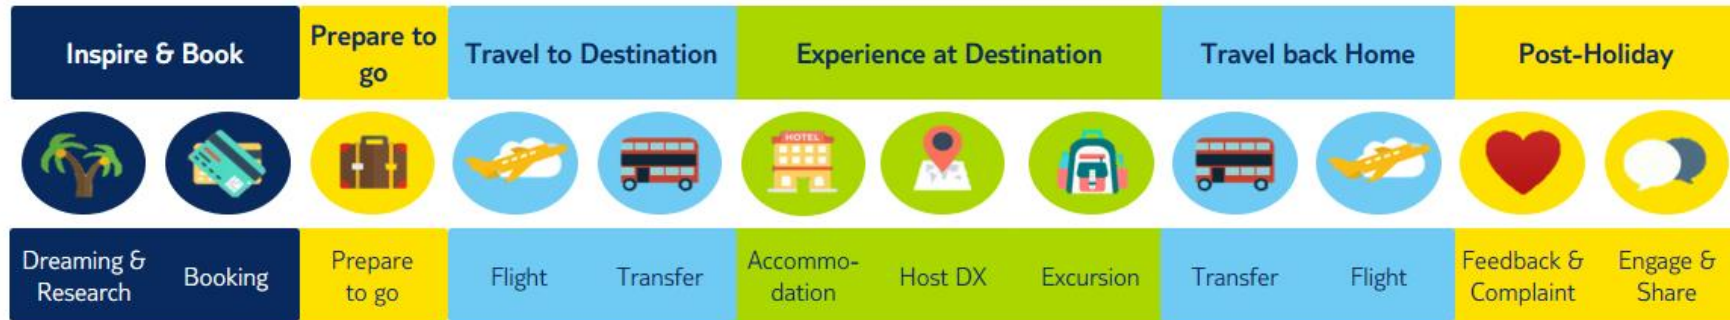 Inspire & Book
Prepare to
go
Travel to Destination
Experience at Destination
Travel back Home
Post-Holiday
HOTEL
Dreaming &
Research
Booking
Prepare
to go
Flight
Transfer
Accommo-
dation
Host DX
Excursion
Transfer
Flight
Feedback &
Complaint
Engage &
Share